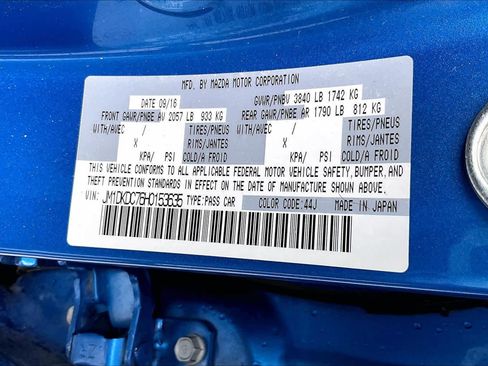 MFD. BY MAZDA MOTOR CORPORATION
DATE 09/16 GVWR/PNBV 3840 LB 1742 KG
FRONT GAWR/PNBE AV 2057 LB 933 KG REAR GAWR/PNBE AR 1790 LB 812 KG
WITH/AVEC / TIRES/PNEUS WITH/AVEC / TIRES/PNEUS
X RIMS/JANTES X RIMS/JANTES
KPA/ PSI COLD/A FROID KPA/ PSI COLD/A FROID
THIS VEHICLE CONFORMS TO ALL APPLICABLE FEDERAL MOTOR VEHICLE SAFETY, BUMPER, AND
THEFT PREVENTION STANDARDS IN EFFECT ON THE DATE OF MANUFACTURE SHOWN ABOVE.
VIN: JM1DKDC76H0153635 TYPE:PASS CAR COLOR CODE:44J MADE IN JAPAN